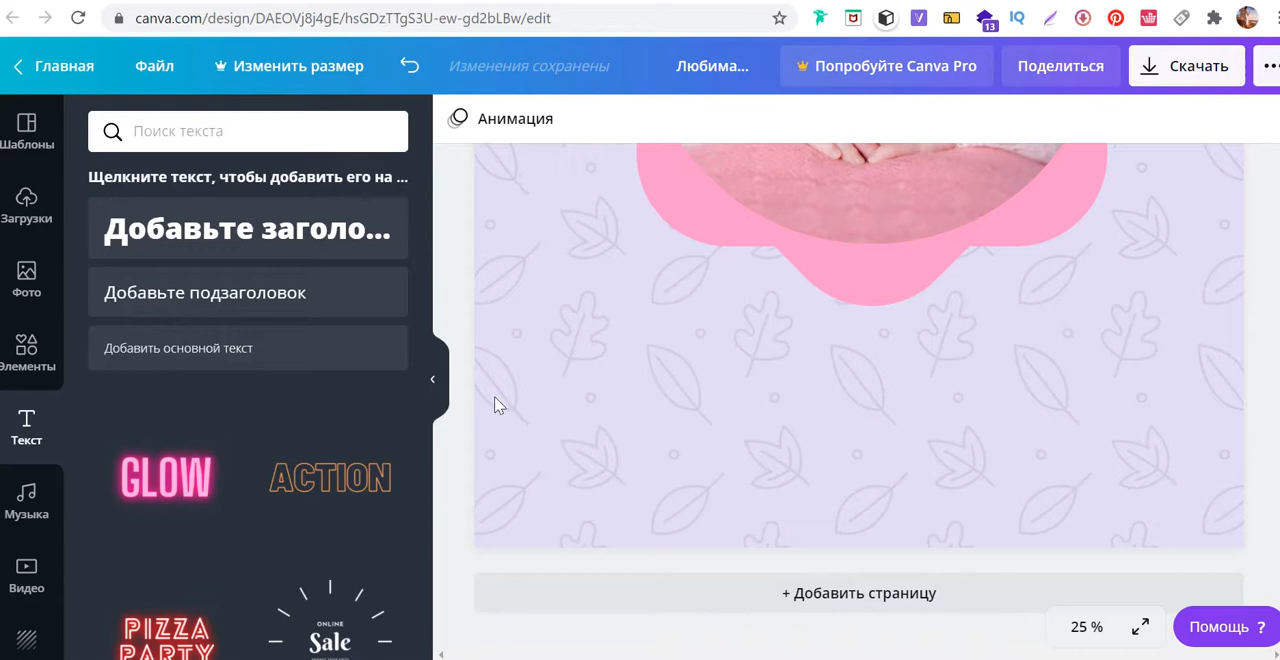 canva.com/design/DAEOVj8j4gE/hsGDzTTgS3U-ew-gd2bLBw/edit
13
IQ
Главная
Файл
Изменить размер
Изменения сохранены
Любима...
Попробуйте Canva Pro
Поделиться
Скачать
Шаблоны
Загрузки
Фото
Элементы
Текст
Музыка
Видео
Поиск текста
Щелкните текст, чтобы добавить его на ...
Добавьте заголо...
Добавьте подзаголовок
Добавить основной текст
GLOW
ACTION
PIZZA
PARTY
ONLINE
Sale
Анимация
+ Добавить страницу
25 %
Помощь ?